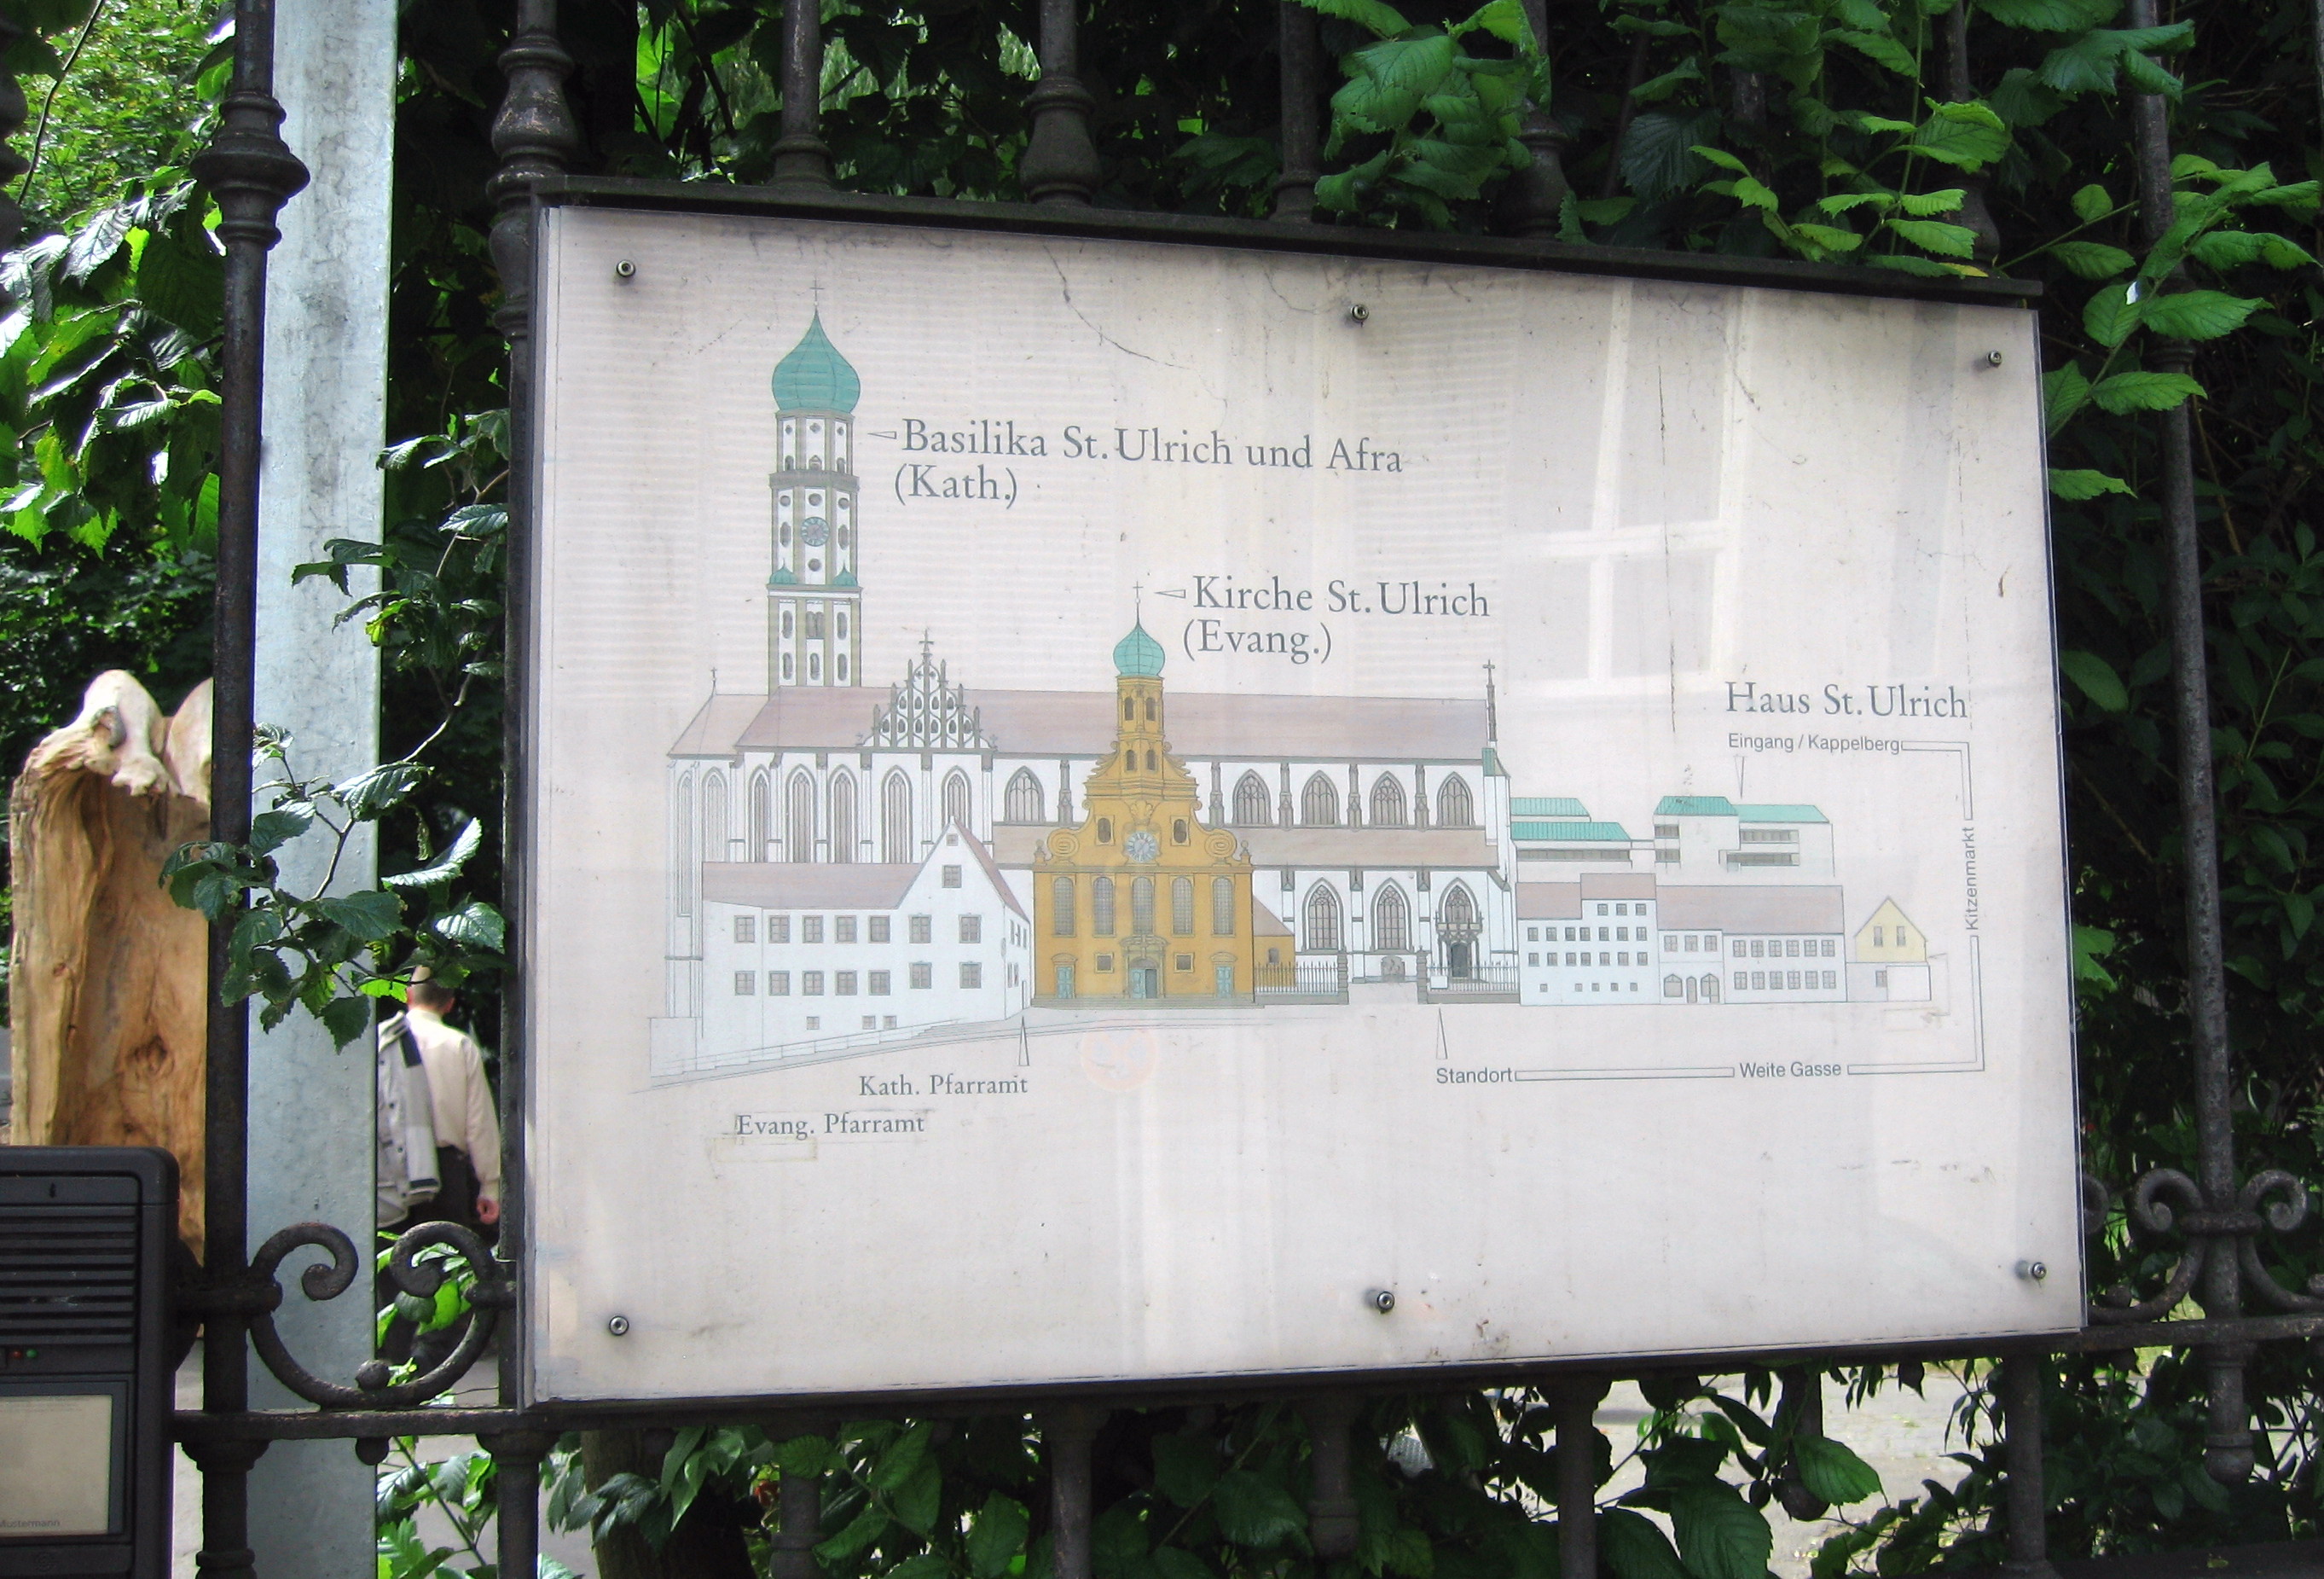 Basilika St. Ulrich und Afra
(Kath.)
Kirche St. Ulrich
(Evang.)
Haus St. Ulrich
Eingang / Kappelberg
Kitzenmarkt
Standort
Weite Gasse
Kath. Pfarramt
Evang. Pfarramt